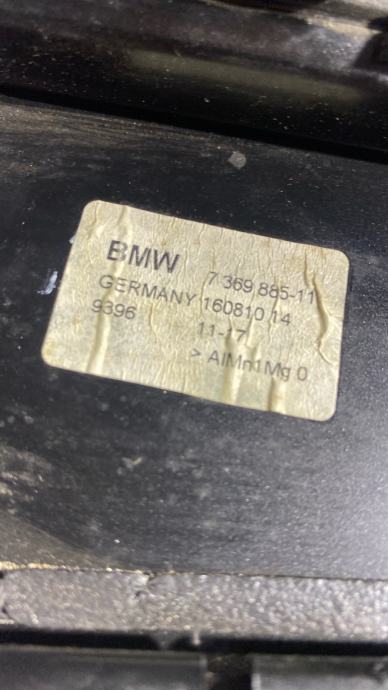 BMW 7 369 885-11
GERMANY 160810 14
9396 11-17
> AlMn1Mg 0